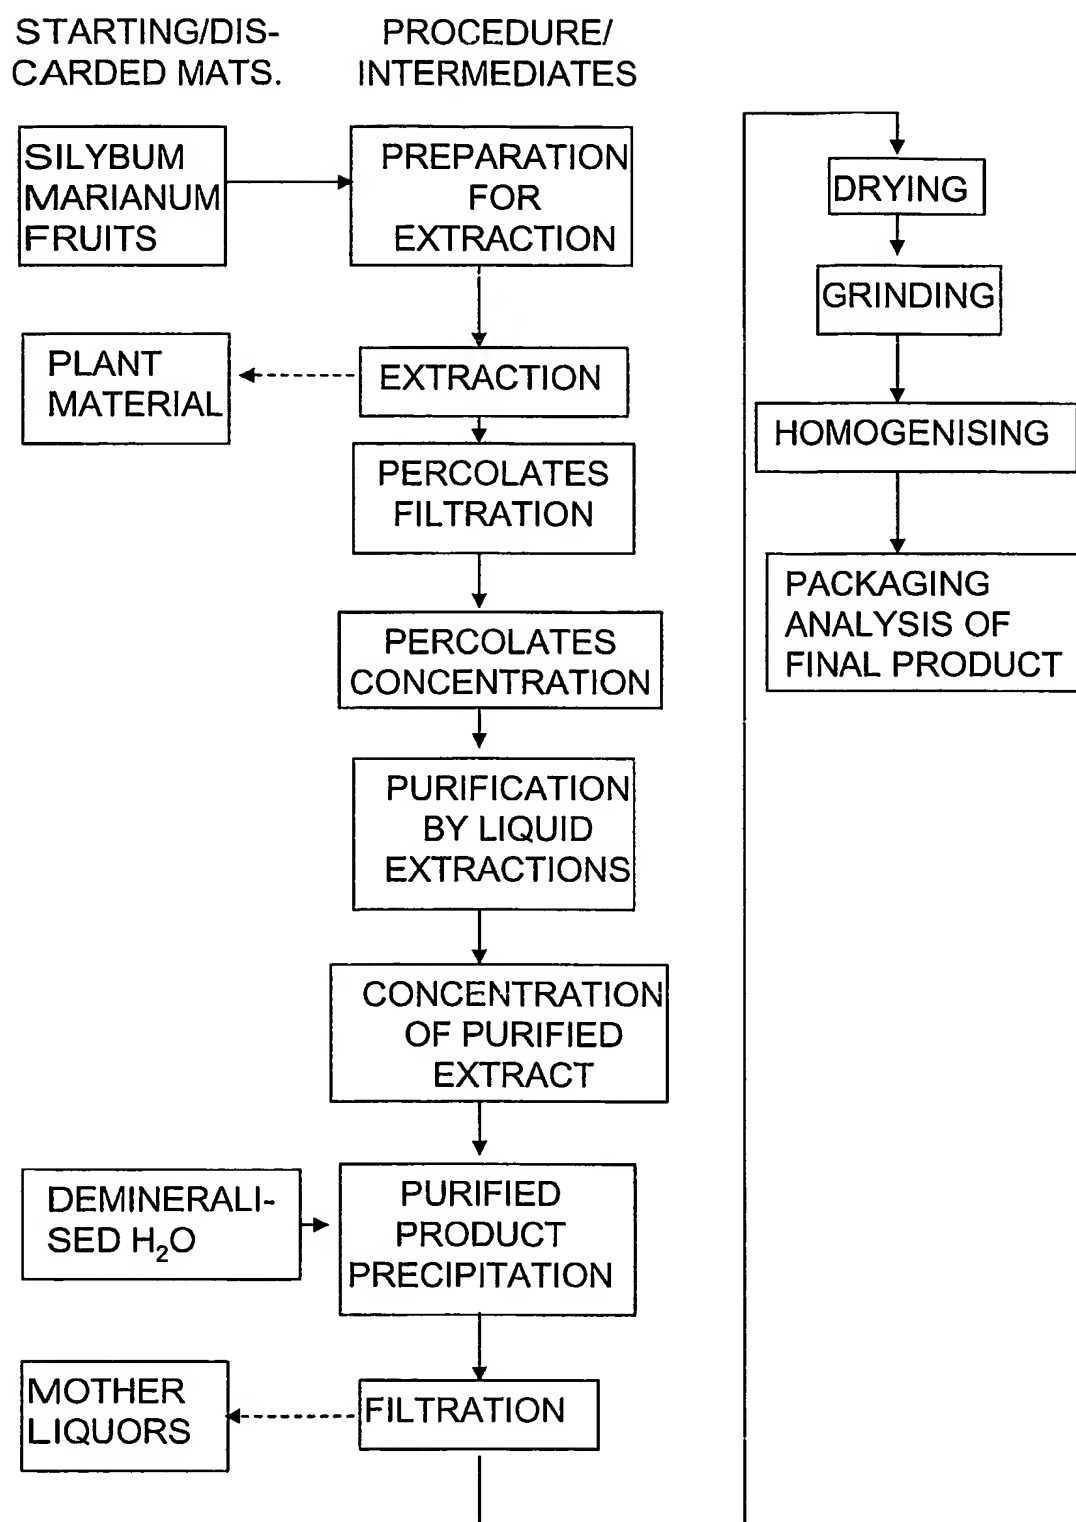 STARTING/DIS-
CARDED MATS.
PROCEDURE/
INTERMEDIATES
SILYBUM
MARIANUM
FRUITS
PREPARATION
FOR
EXTRACTION
PLANT
MATERIAL
EXTRACTION
PERCOLATES
FILTRATION
PERCOLATES
CONCENTRATION
PURIFICATION
BY LIQUID
EXTRACTIONS
CONCENTRATION
OF PURIFIED
EXTRACT
DEMINERALI-
SED H₂O
PURIFIED
PRODUCT
PRECIPITATION
MOTHER
LIQUORS
FILTRATION
DRYING
GRINDING
HOMOGENISING
PACKAGING
ANALYSIS OF
FINAL PRODUCT